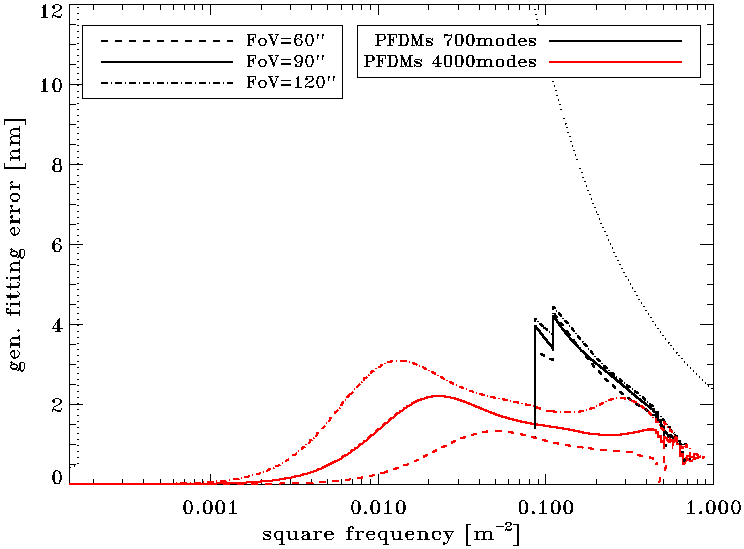 12
10
8
6
4
2
0
gen. fitting error [nm]
FoV=60"
FoV=90"
FoV=120"
PFDMs 700modes
PFDMs 4000modes
0.001 0.010 0.100 1.000
square frequency [m⁻²]